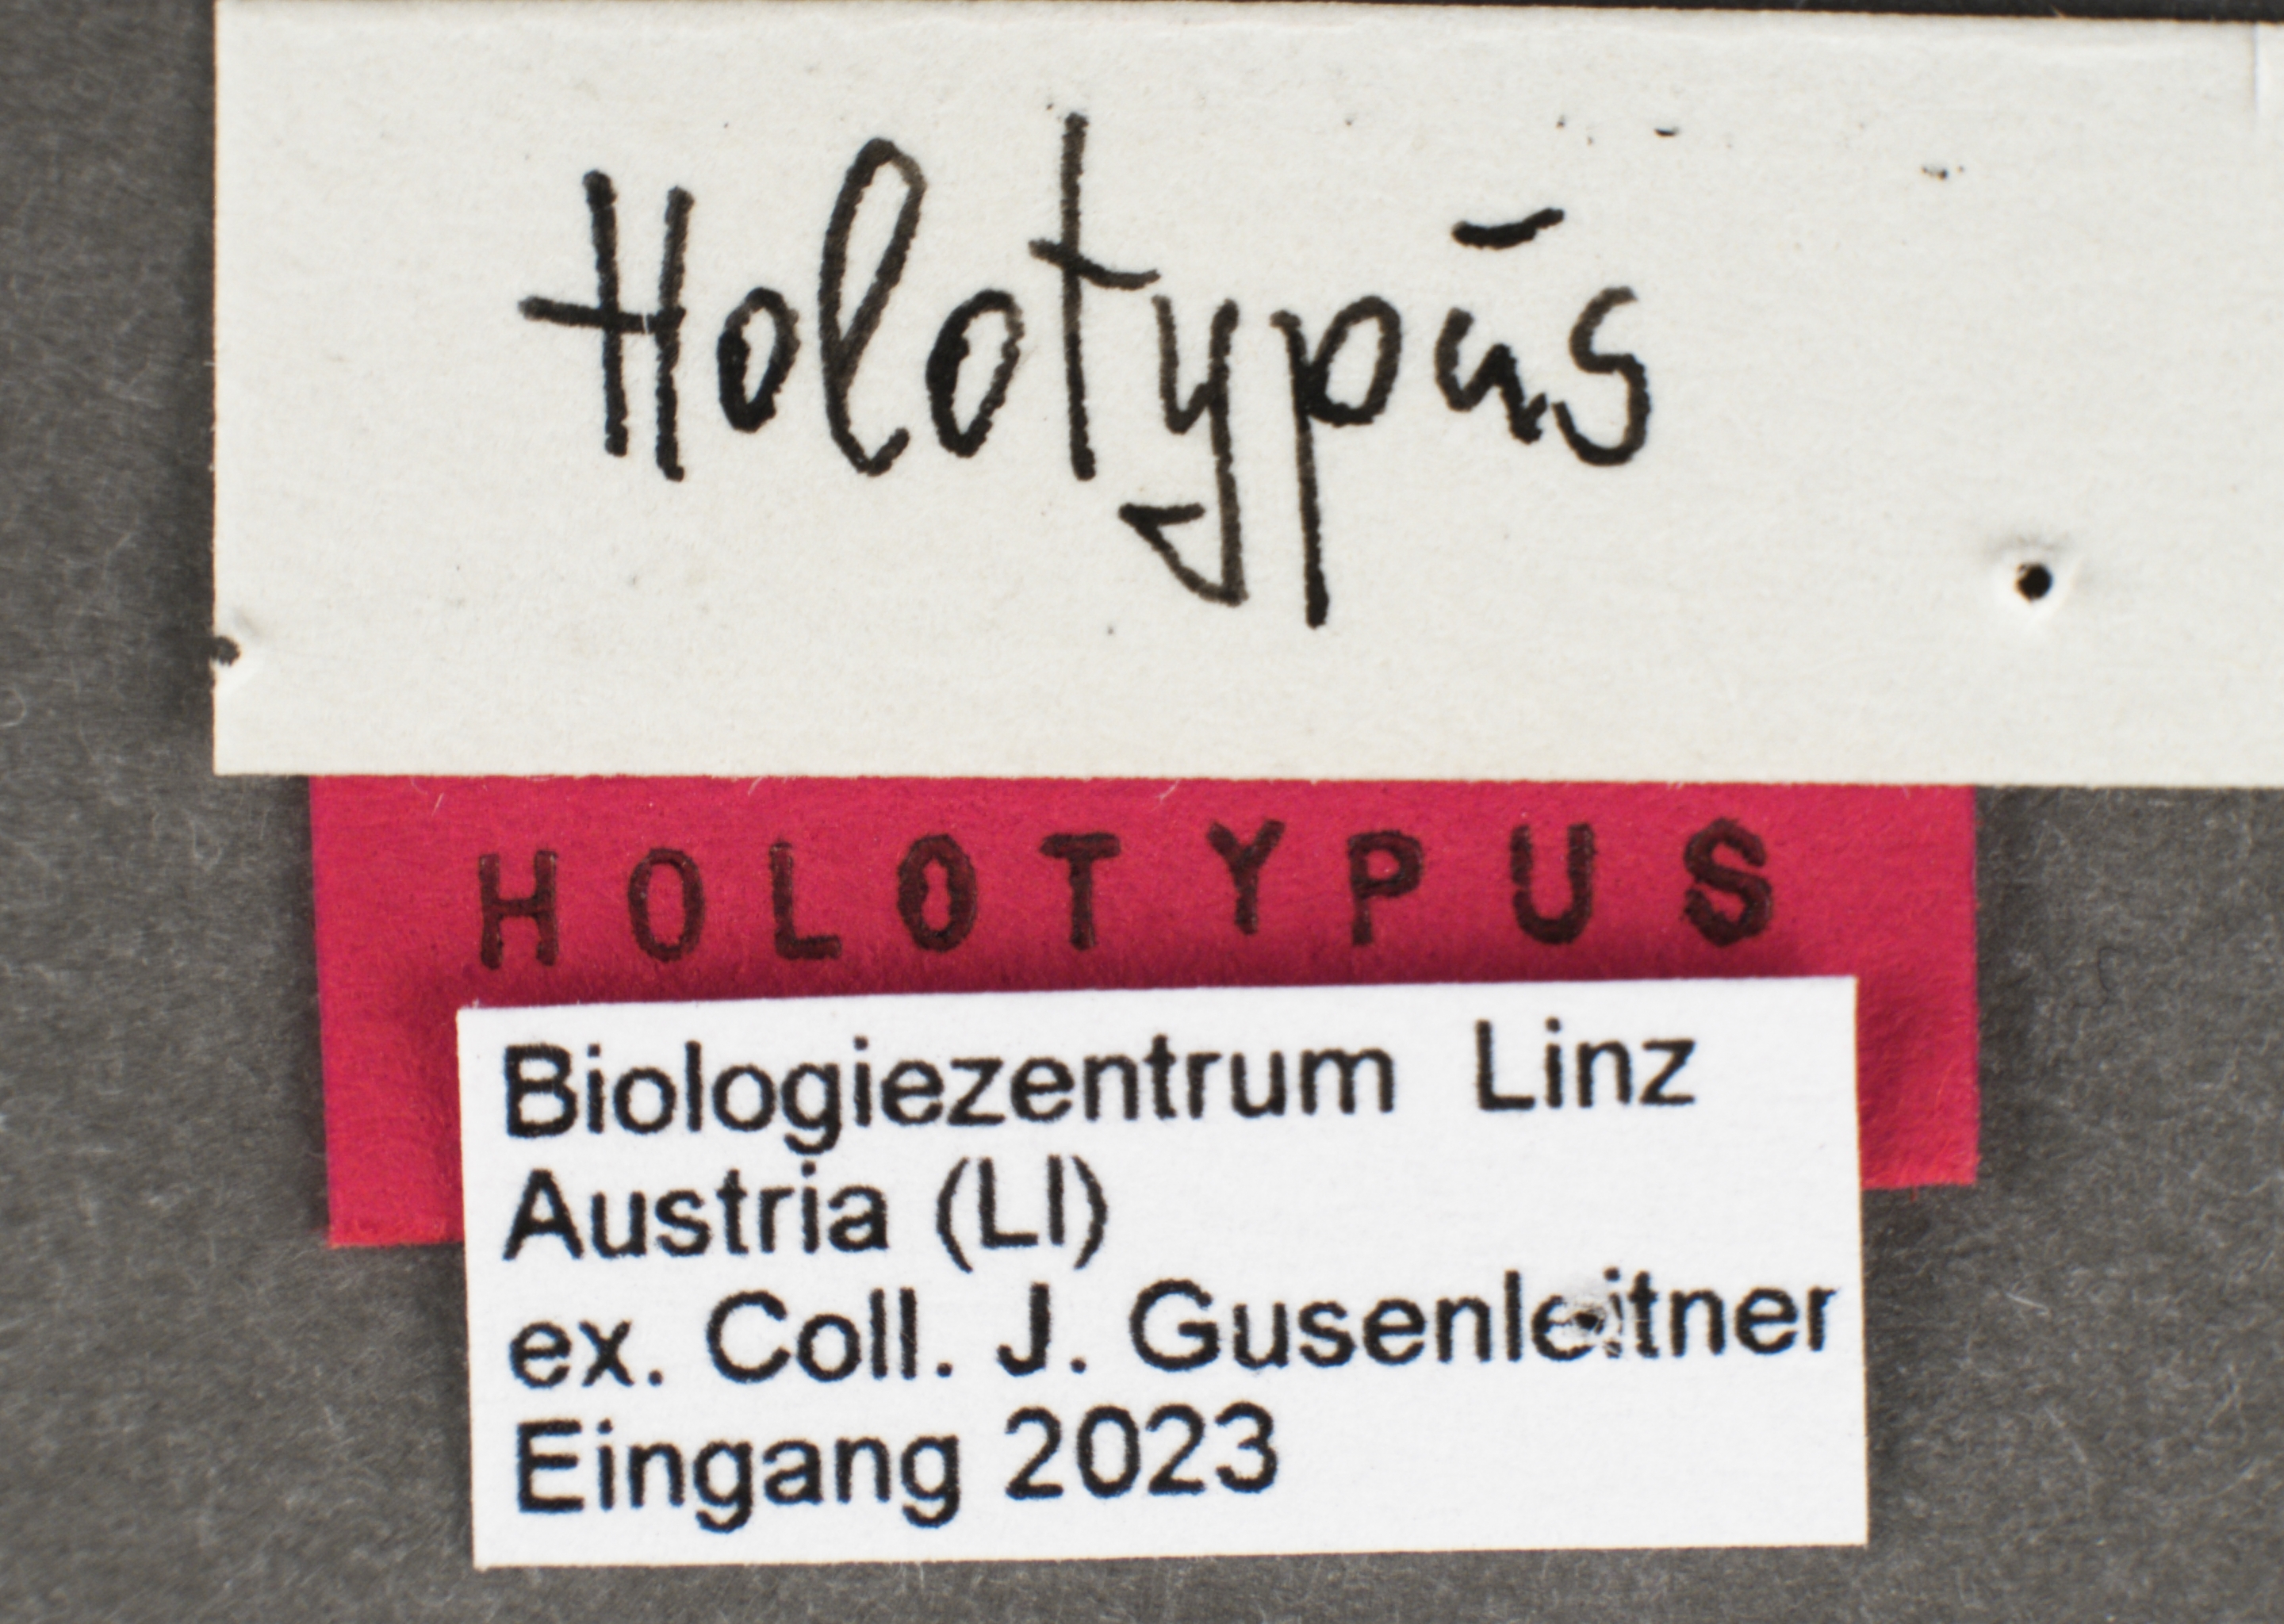 Holotypūs
HOLOTYPUS
Biologiezentrum Linz
Austria (LI)
ex. Coll. J. Gusenleitner
Eingang 2023